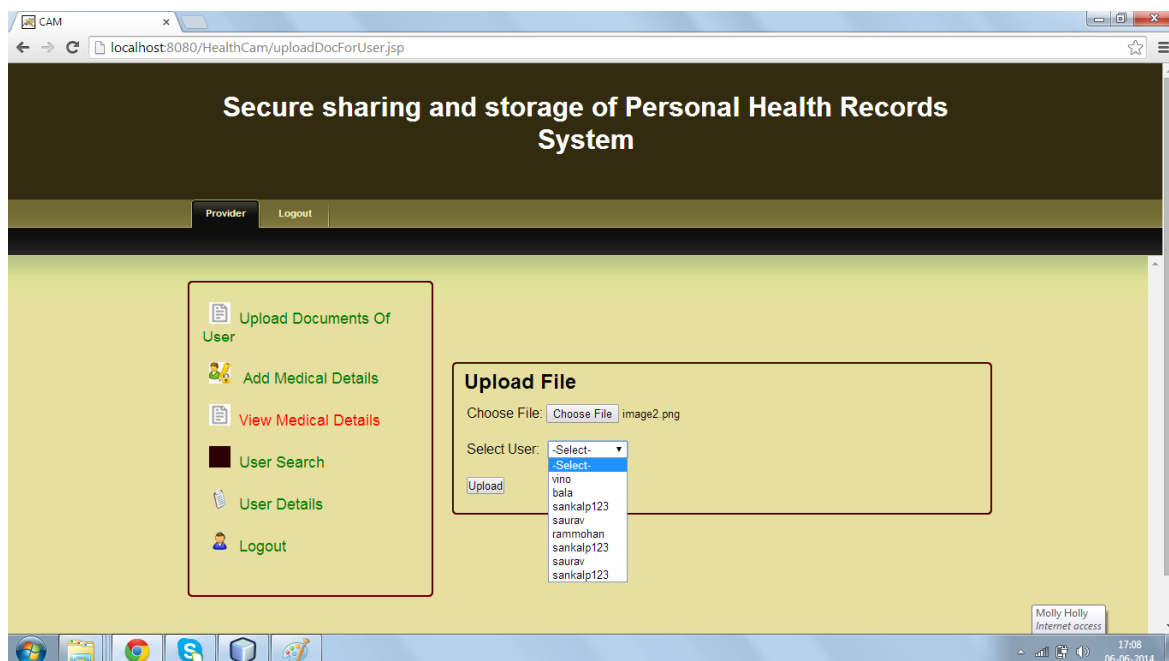 CAM
localhost:8080/HealthCam/uploadDocForUser.jsp
Secure sharing and storage of Personal Health Records
System
Provider
Logout
Upload Documents Of
User
Add Medical Details
View Medical Details
User Search
User Details
Logout
Upload File
Choose File: Choose File image2.png
Select User: -Select-
-Select-
vino
bala
sankalp123
saurav
rammohan
sankalp123
saurav
sankalp123
Upload
Molly Holly
Internet access
17:08
06-06-2014